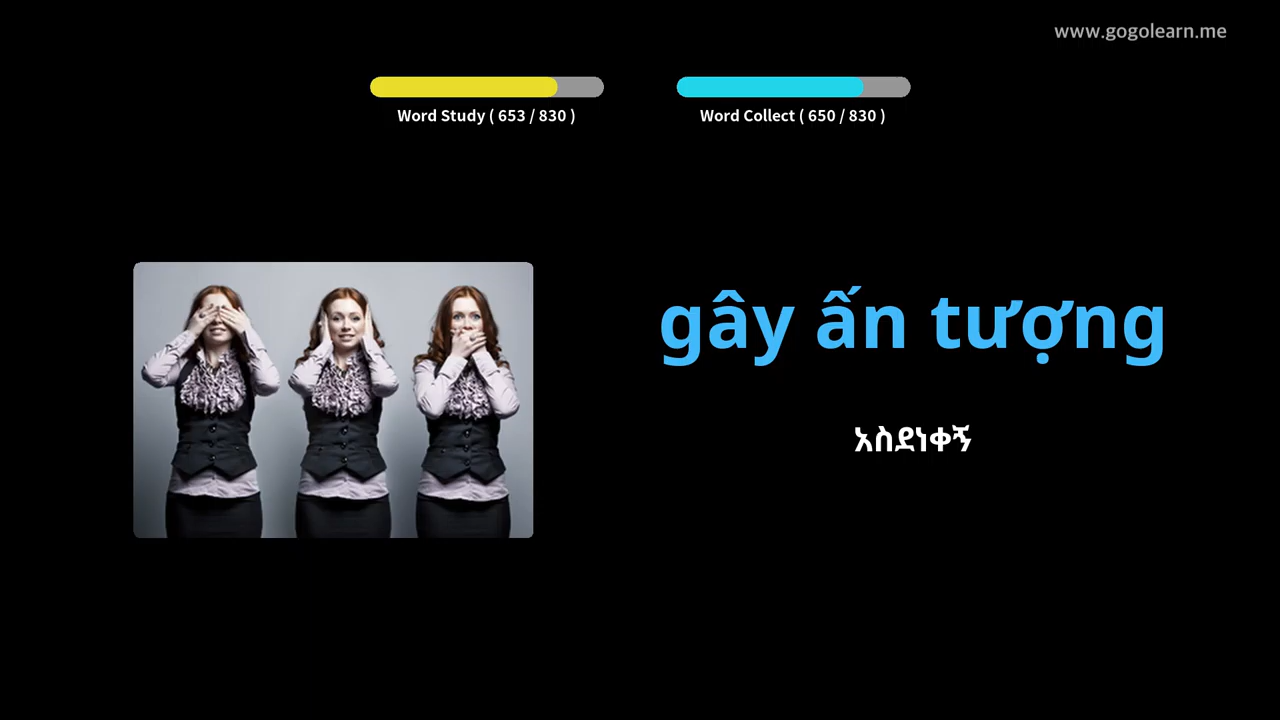 www.gogolearn.me
Word Study ( 653 / 830 )
Word Collect ( 650 / 830 )
gây ấn tượng
አስደነቀኝ